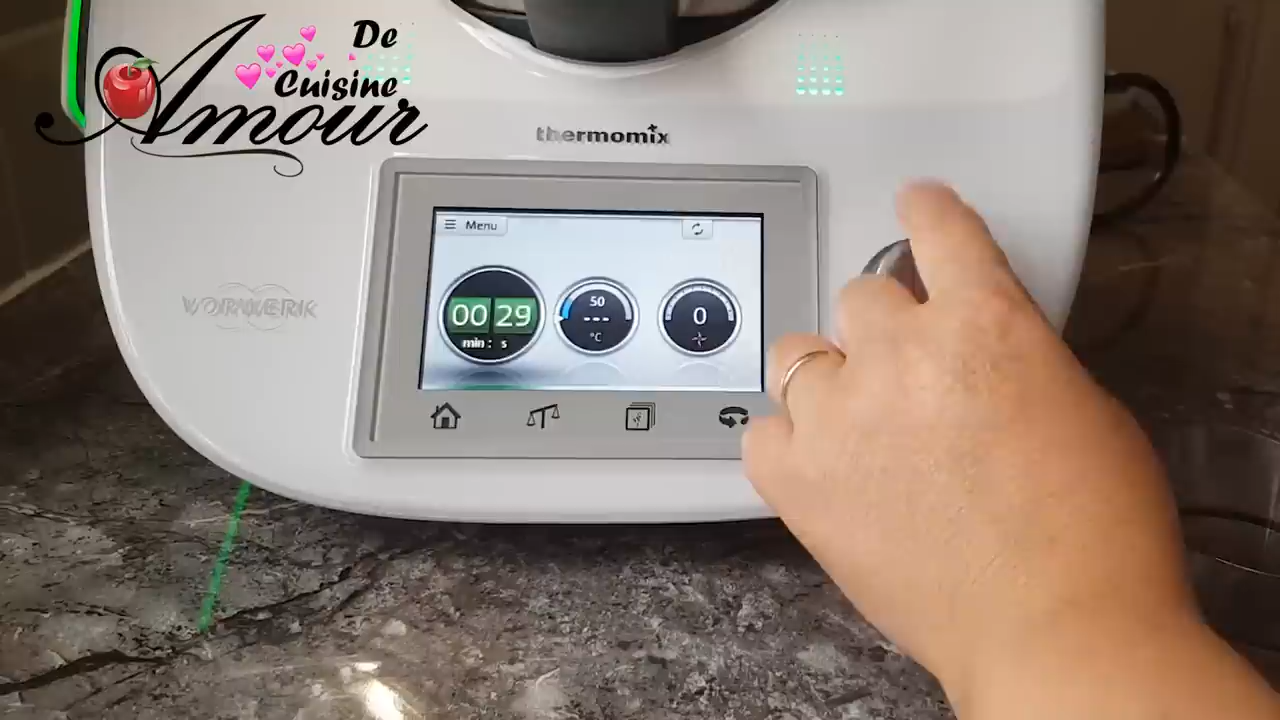 De
Cuisine
Amour
thermomix
Menu
50
00 29
--- 
0
min : s
°C
VORWERK